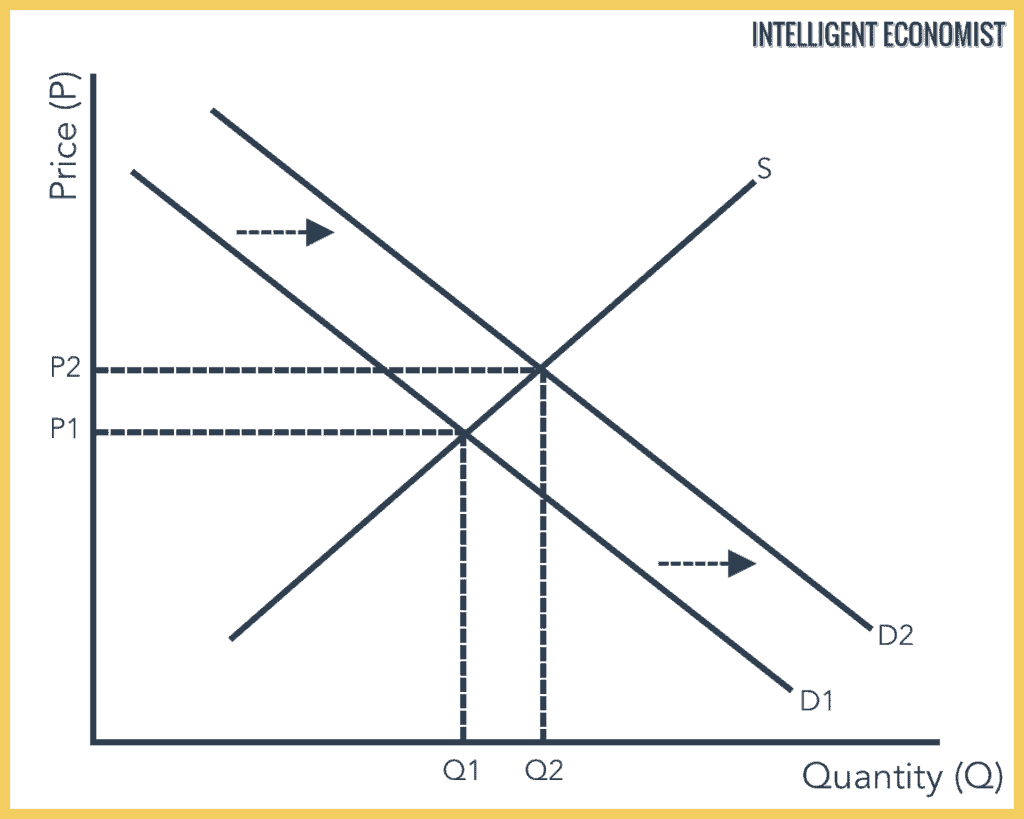 INTELLIGENT ECONOMIST
Price (P)
S
P2
P1
D2
D1
Q1 Q2
Quantity (Q)